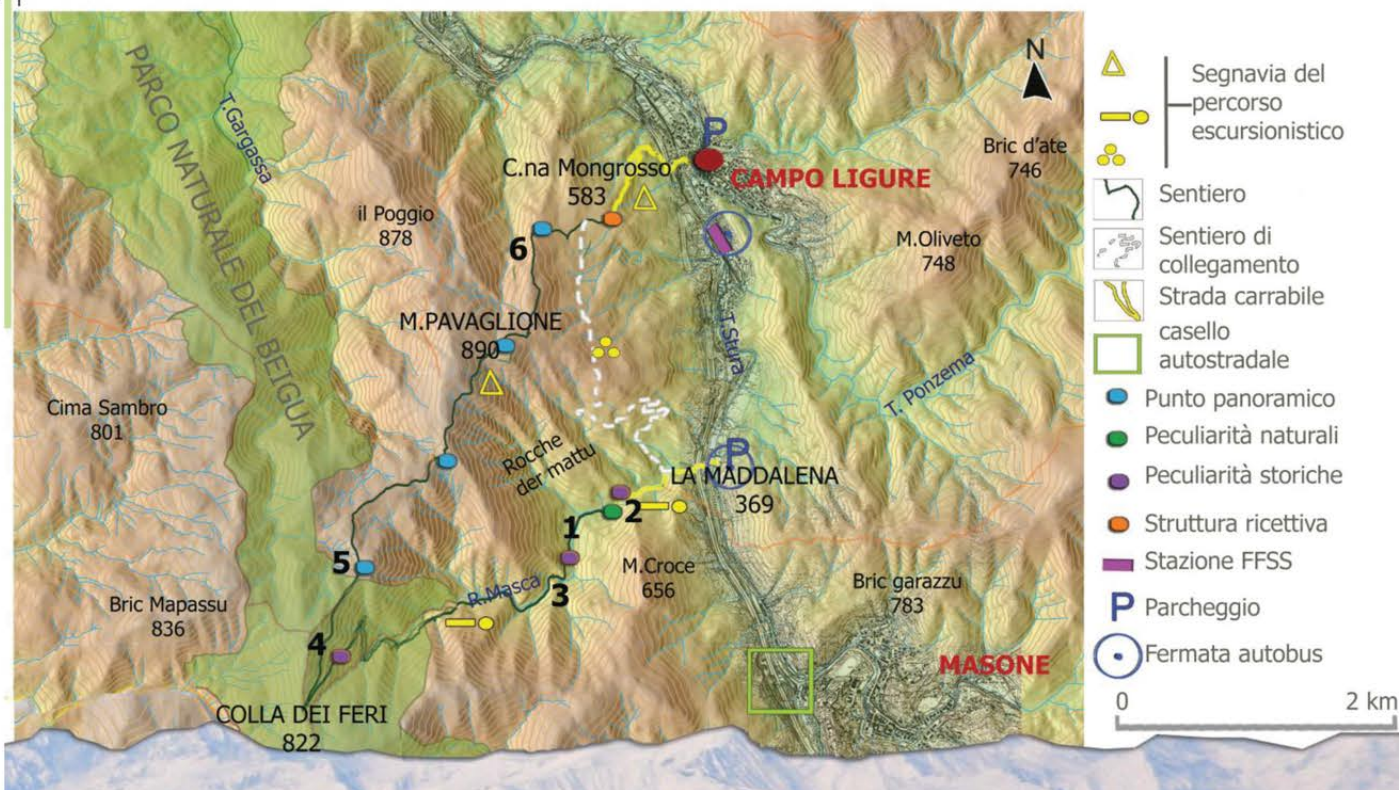 PARCO NATURALE DEL BEIGUA
T.Gargassa
N
P
Bric d'ate
746
C.na Mongrosso
583
CAMPO LIGURE
il Poggio
878
6
M.Oliveto
748
M.PAVAGLIONE
890
T.Stura
T. Ponzema
Cima Sambro
801
Rocche
der mattu
P
LA MADDALENA
369
2
1
5
M.Croce
656
R.Masca
3
Bric garazzu
783
Bric Mapassu
836
4
MASONE
COLLA DEI FERI
822
Segnavia del
percorso
escursionistico
Sentiero
Sentiero di
collegamento
Strada carrabile
casello
autostradale
Punto panoramico
Peculiarità naturali
Peculiarità storiche
Struttura ricettiva
Stazione FFSS
P Parcheggio
Fermata autobus
0 2 km